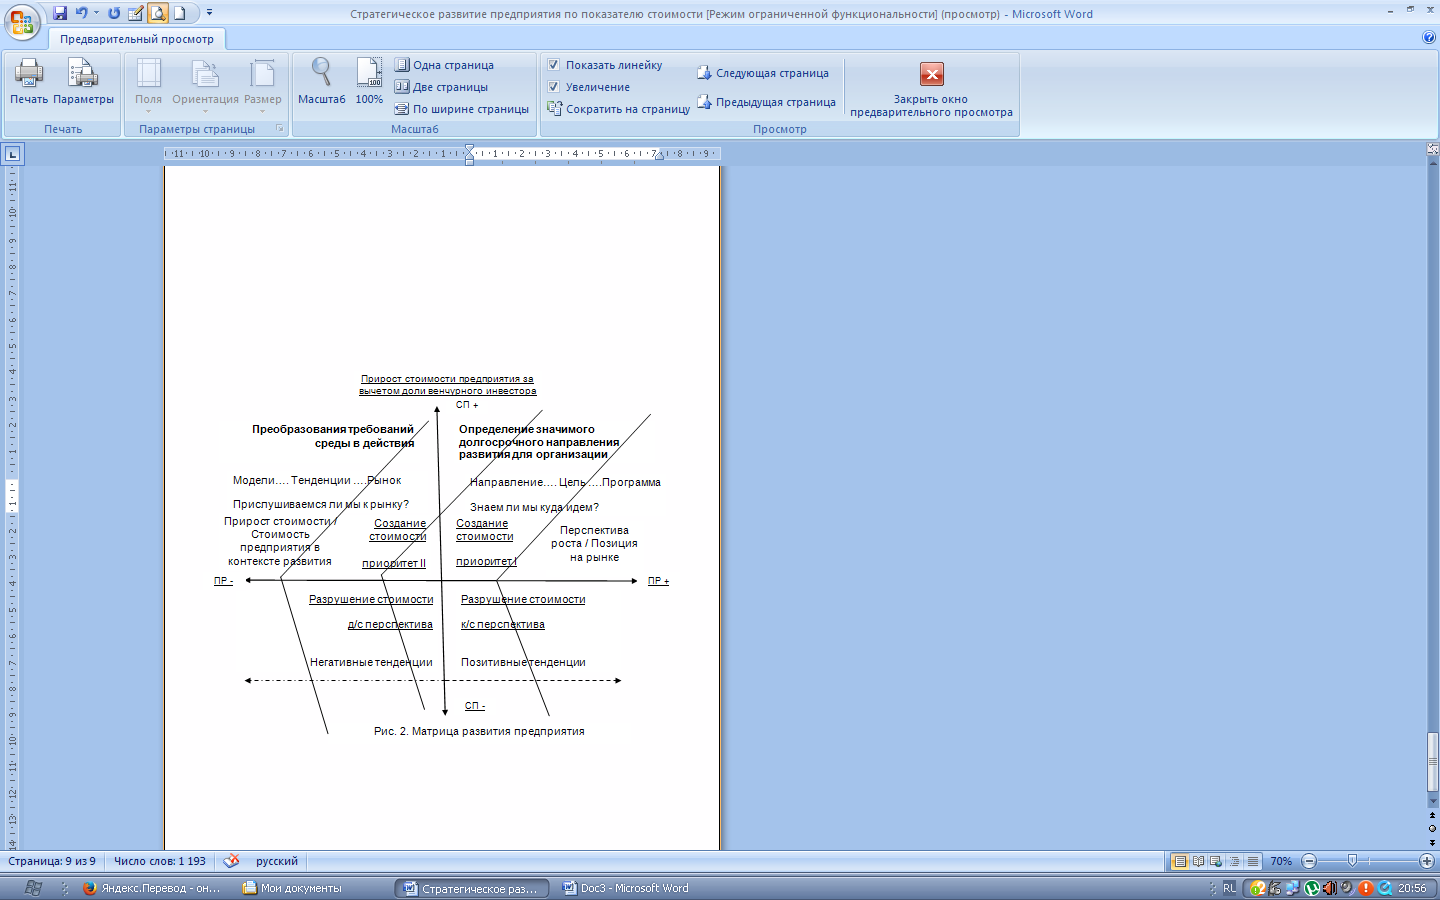 Стратегическое развитие предприятия по показателю стоимости [Режим ограниченной функциональности] (просмотр) - Microsoft Word
Предварительный просмотр
Печать
Параметры
Печать
Поля
Ориентация
Размер
Параметры страницы
Масштаб
100%
Одна страница
Две страницы
По ширине страницы
Масштаб
Показать линейку
Увеличение
Сократить на страницу
Следующая страница
Предыдущая страница
Закрыть окно
предварительного просмотра
Просмотр
Прирост стоимости предприятия за
вычетом доли венчурного инвестора
СП +
Преобразования требований
среды в действия
Определение значимого
долгосрочного направления
развития для организации
Модели.... Тенденции ....Рынок
Направление.... Цель ....Программа
Прислушиваемся ли мы к рынку?
Знаем ли мы куда идем?
Прирост стоимости /
Стоимость
предприятия в
контексте развития
Создание
стоимости
приоритет II
Создание
стоимости
приоритет I
Перспектива
роста / Позиция
на рынке
ПР -
ПР +
Разрушение стоимости
д/с перспектива
Разрушение стоимости
к/с перспектива
Негативные тенденции
Позитивные тенденции
СП -
Рис. 2. Матрица развития предприятия
Страница: 9 из 9
Число слов: 1 193
русский
70%
Яндекс.Перевод - он...
Мои документы
Стратегическое раз...
Doc3 - Microsoft Word
RL
20:56